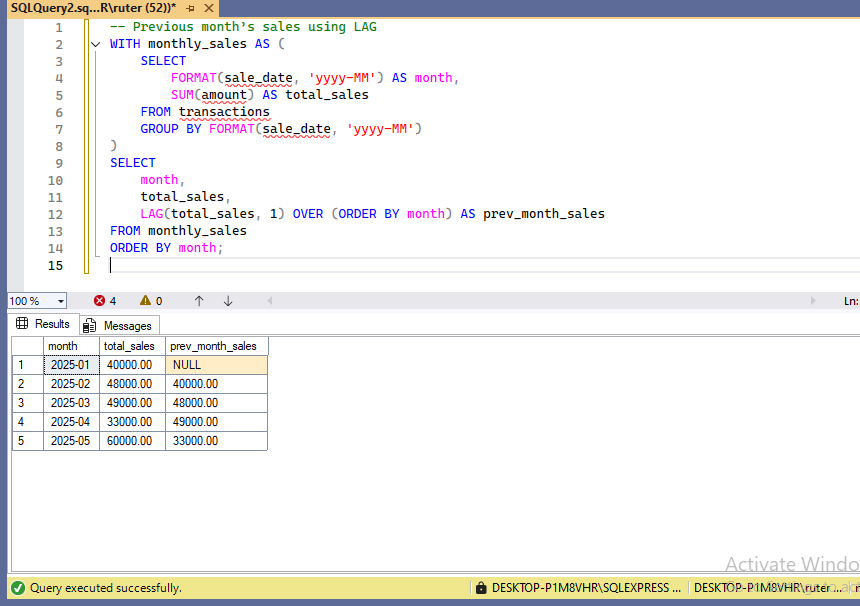 SQLQuery2.sq...R\ruter (52))*
1 -- Previous month's sales using LAG
2 WITH monthly_sales AS (
3 SELECT
4 FORMAT(sale_date, 'yyyy-MM') AS month,
5 SUM(amount) AS total_sales
6 FROM transactions
7 GROUP BY FORMAT(sale_date, 'yyyy-MM')
8 )
9 SELECT
10 month,
11 total_sales,
12 LAG(total_sales, 1) OVER (ORDER BY month) AS prev_month_sales
13 FROM monthly_sales
14 ORDER BY month;
15
100 % 4 0 Ln:
Results Messages
month total_sales prev_month_sales
1 2025-01 40000.00 NULL
2 2025-02 48000.00 40000.00
3 2025-03 49000.00 48000.00
4 2025-04 33000.00 49000.00
5 2025-05 60000.00 33000.00
Activate Windo
Query executed successfully. DESKTOP-P1M8VHR\SQLEXPRESS ... DESKTOP-P1M8VHR\ruter ...